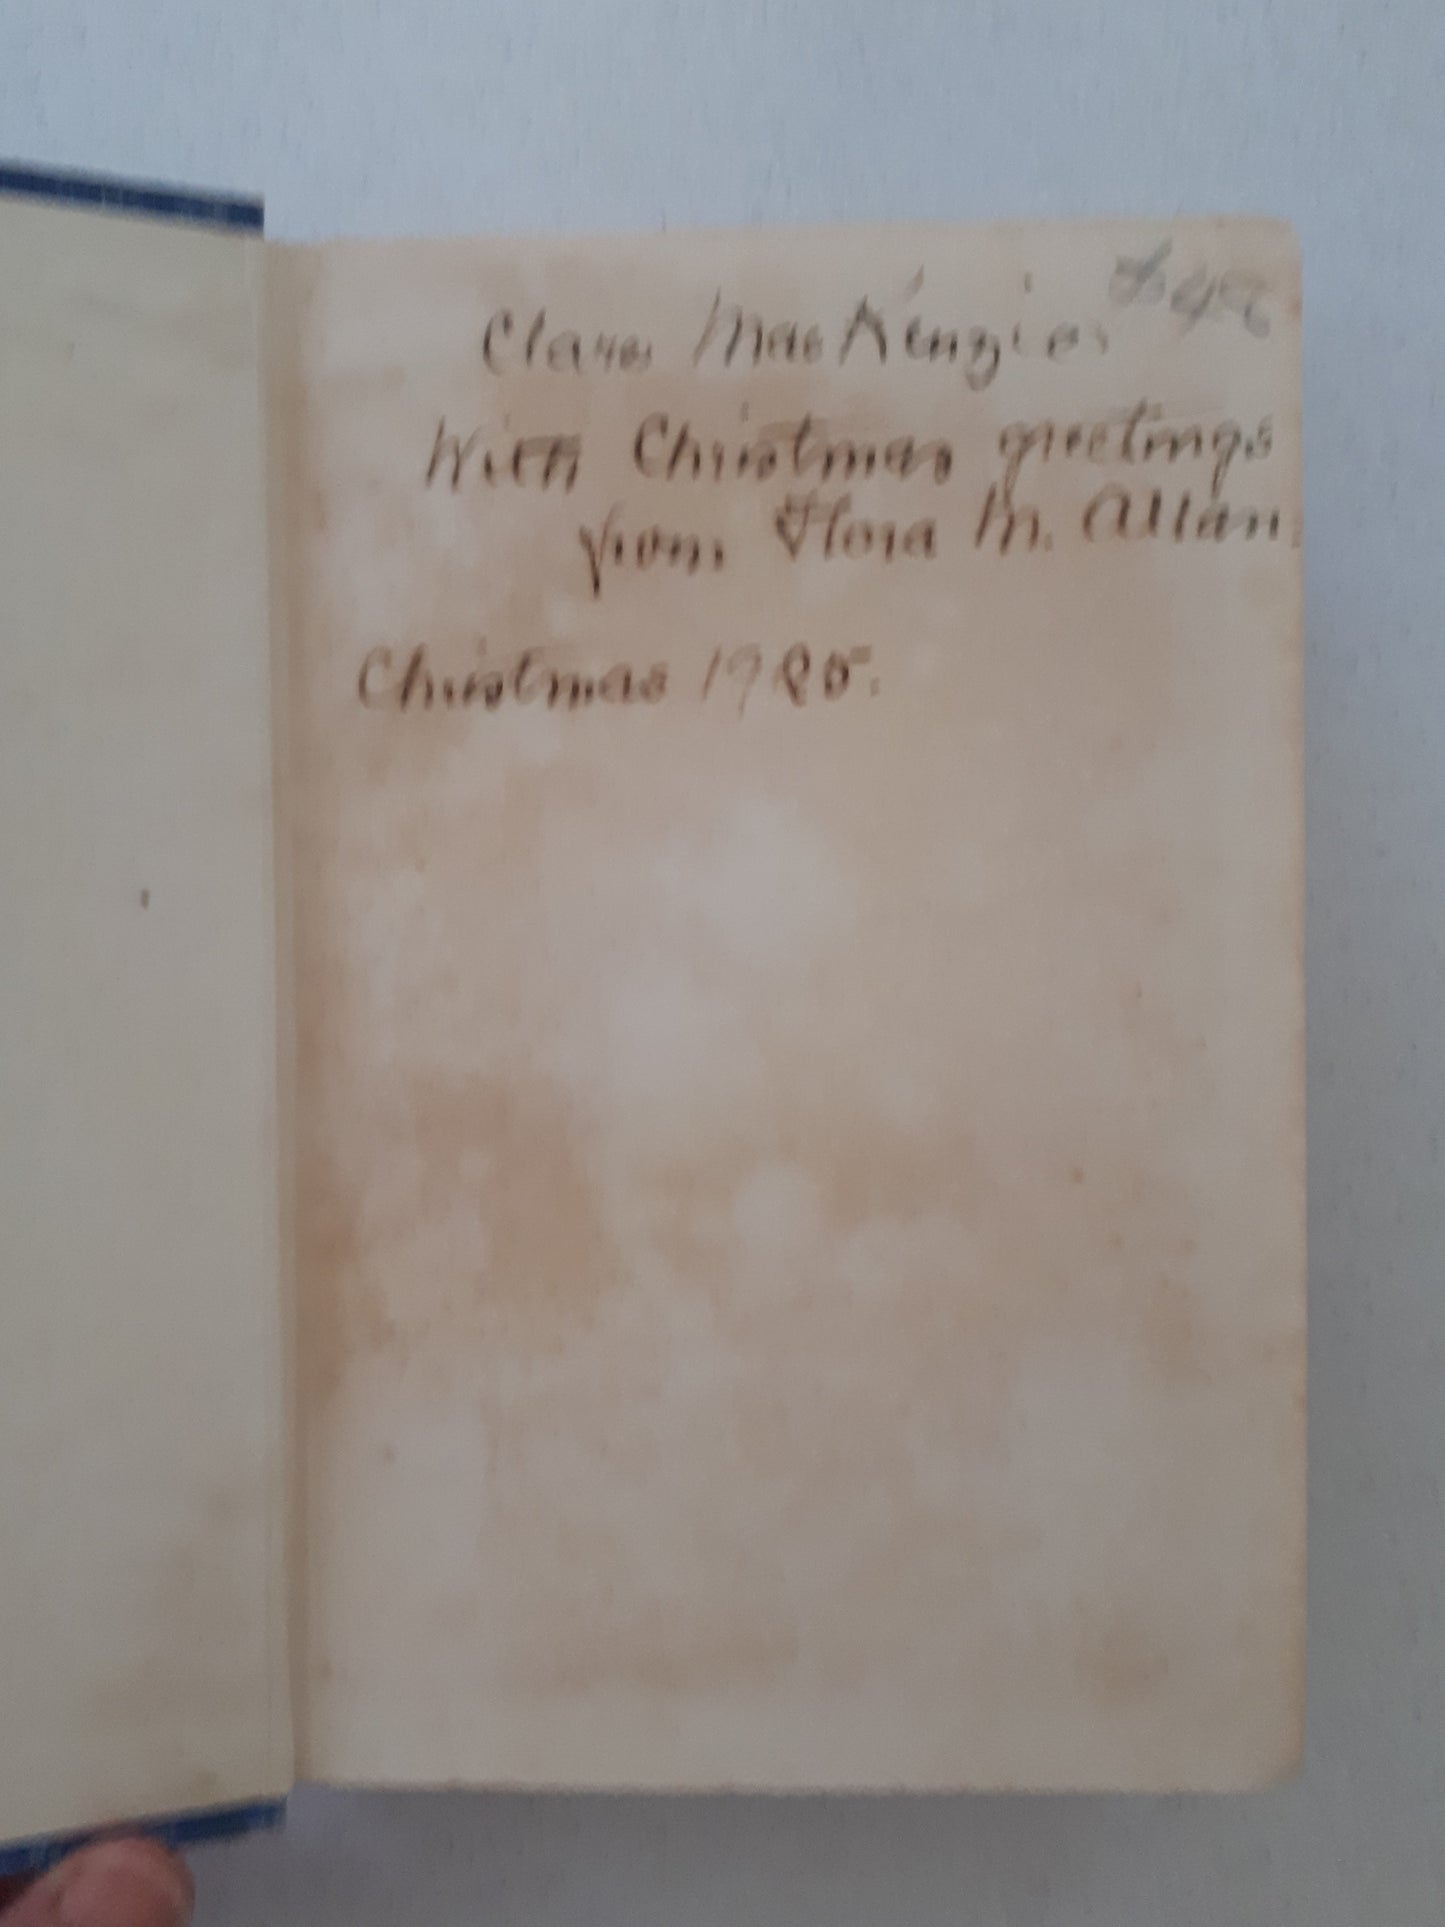 Clare MacKenzie.
With Christmas greetings
from Flora M. Allan.
Christmas 1925.